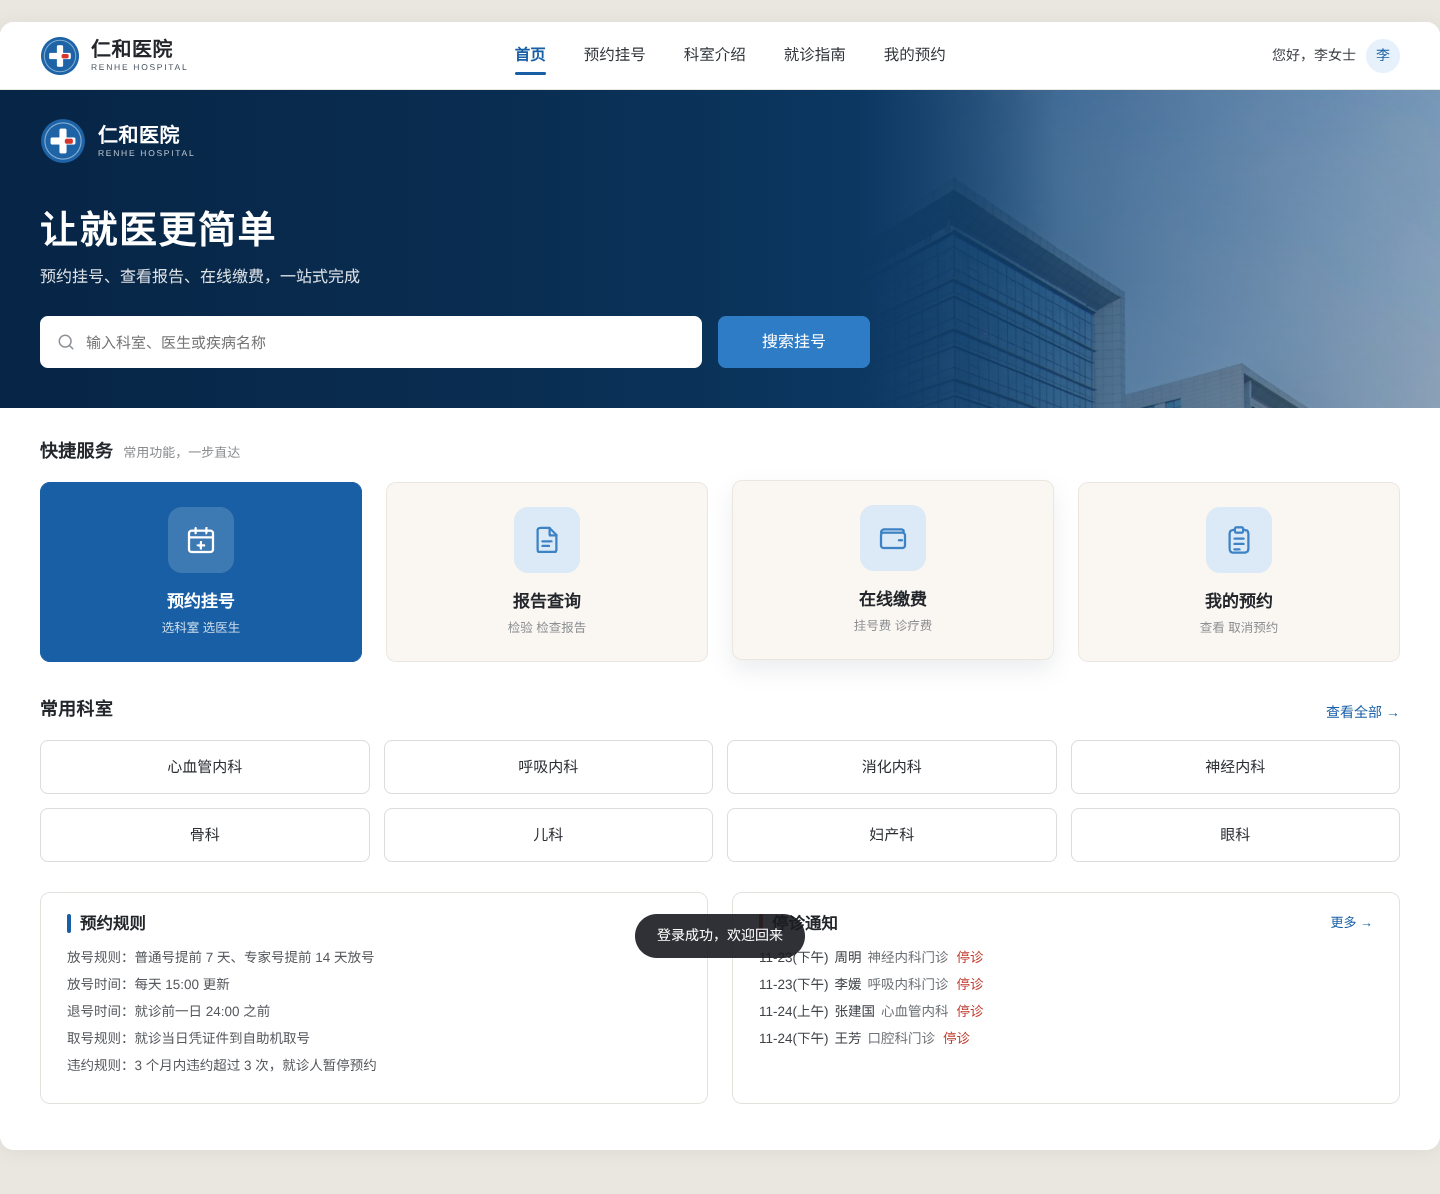 仁和医院
RENHE HOSPITAL
首页 预约挂号 科室介绍 就诊指南 我的预约
您好，李女士 李
仁和医院
RENHE HOSPITAL
让就医更简单
预约挂号、查看报告、在线缴费，一站式完成
输入科室、医生或疾病名称
搜索挂号
快捷服务 常用功能，一步直达
预约挂号
选科室 选医生
报告查询
检验 检查报告
在线缴费
挂号费 诊疗费
我的预约
查看 取消预约
常用科室
查看全部 →
心血管内科 呼吸内科 消化内科 神经内科
骨科 儿科 妇产科 眼科
预约规则
放号规则：普通号提前 7 天、专家号提前 14 天放号
放号时间：每天 15:00 更新
退号时间：就诊前一日 24:00 之前
取号规则：就诊当日凭证件到自助机取号
违约规则：3 个月内违约超过 3 次，就诊人暂停预约
登录成功，欢迎回来
停诊通知
更多 →
11-23(下午) 周明 神经内科门诊 停诊
11-23(下午) 李媛 呼吸内科门诊 停诊
11-24(上午) 张建国 心血管内科 停诊
11-24(下午) 王芳 口腔科门诊 停诊